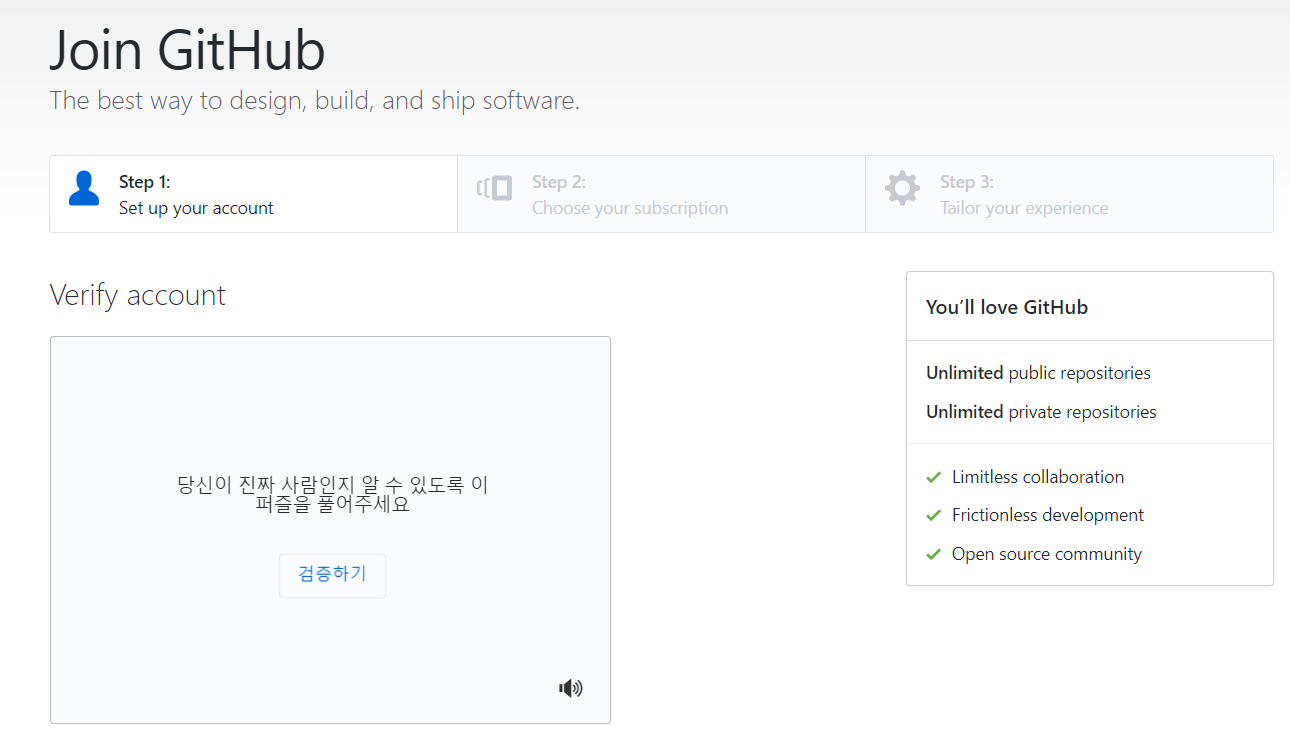 Join GitHub
The best way to design, build, and ship software.
Step 1:
Set up your account
Step 2:
Choose your subscription
Step 3:
Tailor your experience
Verify account
당신이 진짜 사람인지 알 수 있도록 이
퍼즐을 풀어주세요
검증하기
You’ll love GitHub
Unlimited public repositories
Unlimited private repositories
Limitless collaboration
Frictionless development
Open source community